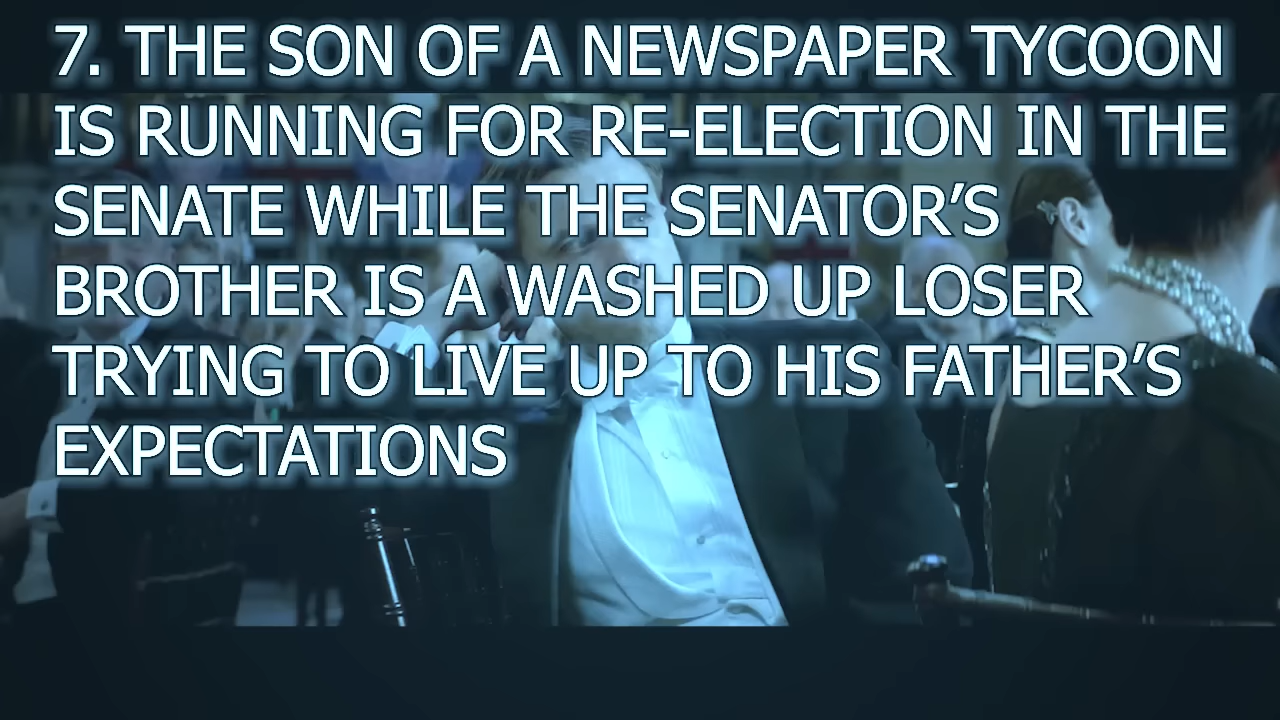 7. THE SON OF A NEWSPAPER TYCOON
IS RUNNING FOR RE-ELECTION IN THE
SENATE WHILE THE SENATOR’S
BROTHER IS A WASHED UP LOSER
TRYING TO LIVE UP TO HIS FATHER’S
EXPECTATIONS